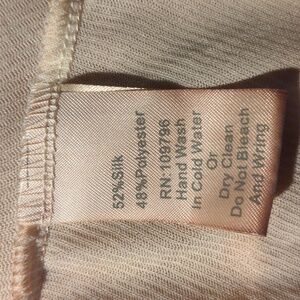 52%Silk
48%Polyester
RN:109796
Hand Wash
In Cold Water
Or
Dry Clean
Do Not Bleach
And Wring